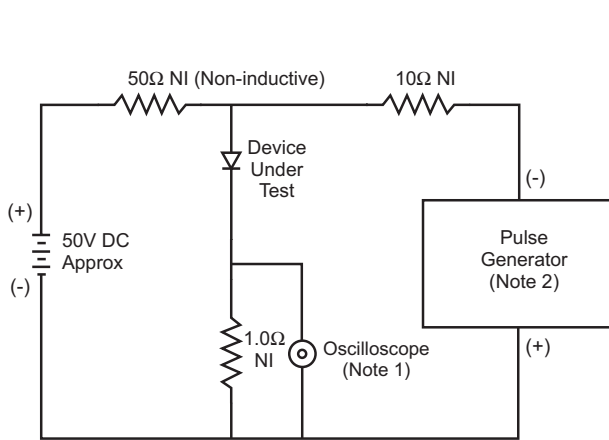 50Ω NI (Non-inductive)
10Ω NI
Device
Under
Test
(+)
50V DC
Approx
(-)
(-)
Pulse
Generator
(Note 2)
(+)
1.0Ω
NI
Oscilloscope
(Note 1)